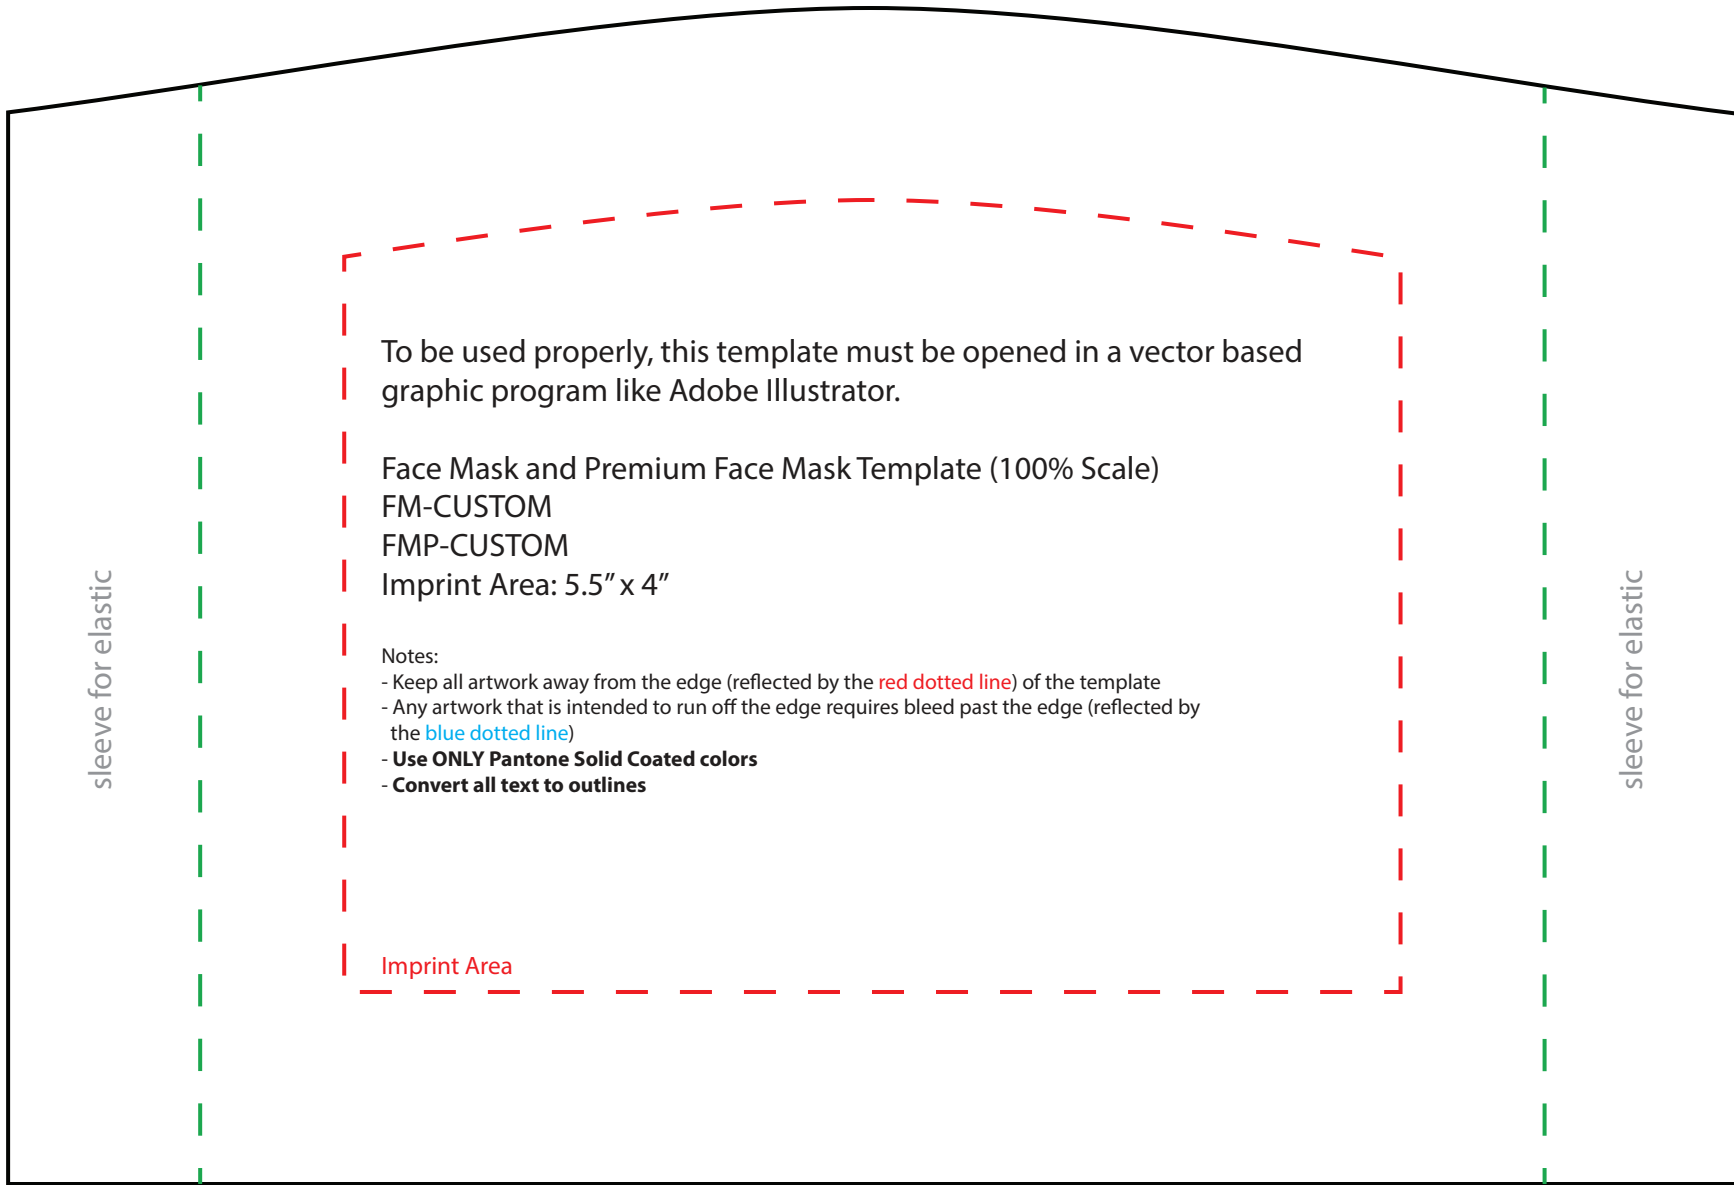 To be used properly, this template must be opened in a vector based
graphic program like Adobe Illustrator.
Face Mask and Premium Face Mask Template (100% Scale)
FM-CUSTOM
FMP-CUSTOM
Imprint Area: 5.5” x 4”
sleeve for elastic
Notes:
- Keep all artwork away from the edge (reflected by the red dotted line) of the template
- Any artwork that is intended to run off the edge requires bleed past the edge (reflected by
the blue dotted line)
- Use ONLY Pantone Solid Coated colors
- Convert all text to outlines
sleeve for elastic
Imprint Area